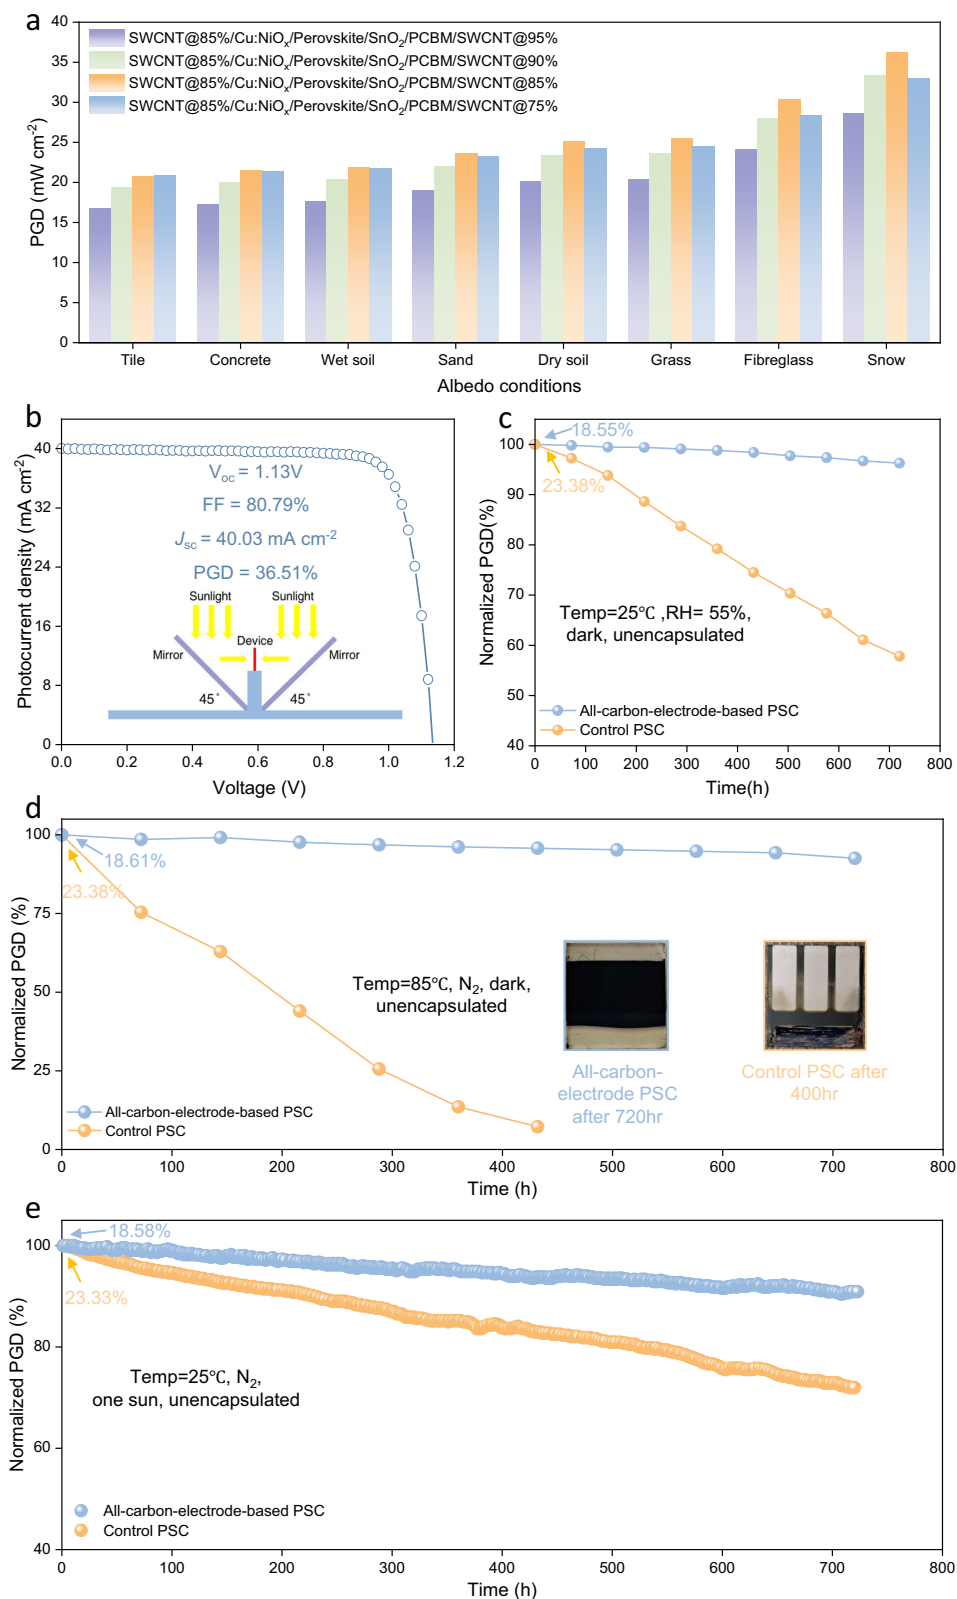 a
40
35
30
25
20
15
10
5
0
PGD (mW cm⁻²)
SWCNT@85%/Cu:NiOₓ/Perovskite/SnO₂/PCBM/SWCNT@95%
SWCNT@85%/Cu:NiOₓ/Perovskite/SnO₂/PCBM/SWCNT@90%
SWCNT@85%/Cu:NiOₓ/Perovskite/SnO₂/PCBM/SWCNT@85%
SWCNT@85%/Cu:NiOₓ/Perovskite/SnO₂/PCBM/SWCNT@75%
Tile Concrete Wet soil Sand Dry soil Grass Fibreglass Snow
Albedo conditions
b
40
32
24
16
8
0
Photocurrent density (mA cm⁻²)
V_oc = 1.13V
FF = 80.79%
J_sc = 40.03 mA cm⁻²
PGD = 36.51%
Sunlight Sunlight
Device
Mirror Mirror
45° 45°
0.0 0.2 0.4 0.6 0.8 1.0 1.2
Voltage (V)
c
100
90
80
70
60
50
40
Normalized PGD(%)
18.55%
23.38%
Temp=25℃ ,RH= 55%,
dark, unencapsulated
All-carbon-electrode-based PSC
Control PSC
0 100 200 300 400 500 600 700 800
Time(h)
d
100
75
50
25
0
Normalized PGD (%)
18.61%
23.38%
Temp=85℃, N₂, dark,
unencapsulated
All-carbon-
electrode PSC
after 720hr
Control PSC after
400hr
All-carbon-electrode-based PSC
Control PSC
0 100 200 300 400 500 600 700 800
Time (h)
e
100
80
60
40
Normalized PGD (%)
18.58%
23.33%
Temp=25℃, N₂,
one sun, unencapsulated
All-carbon-electrode-based PSC
Control PSC
0 100 200 300 400 500 600 700 800
Time (h)